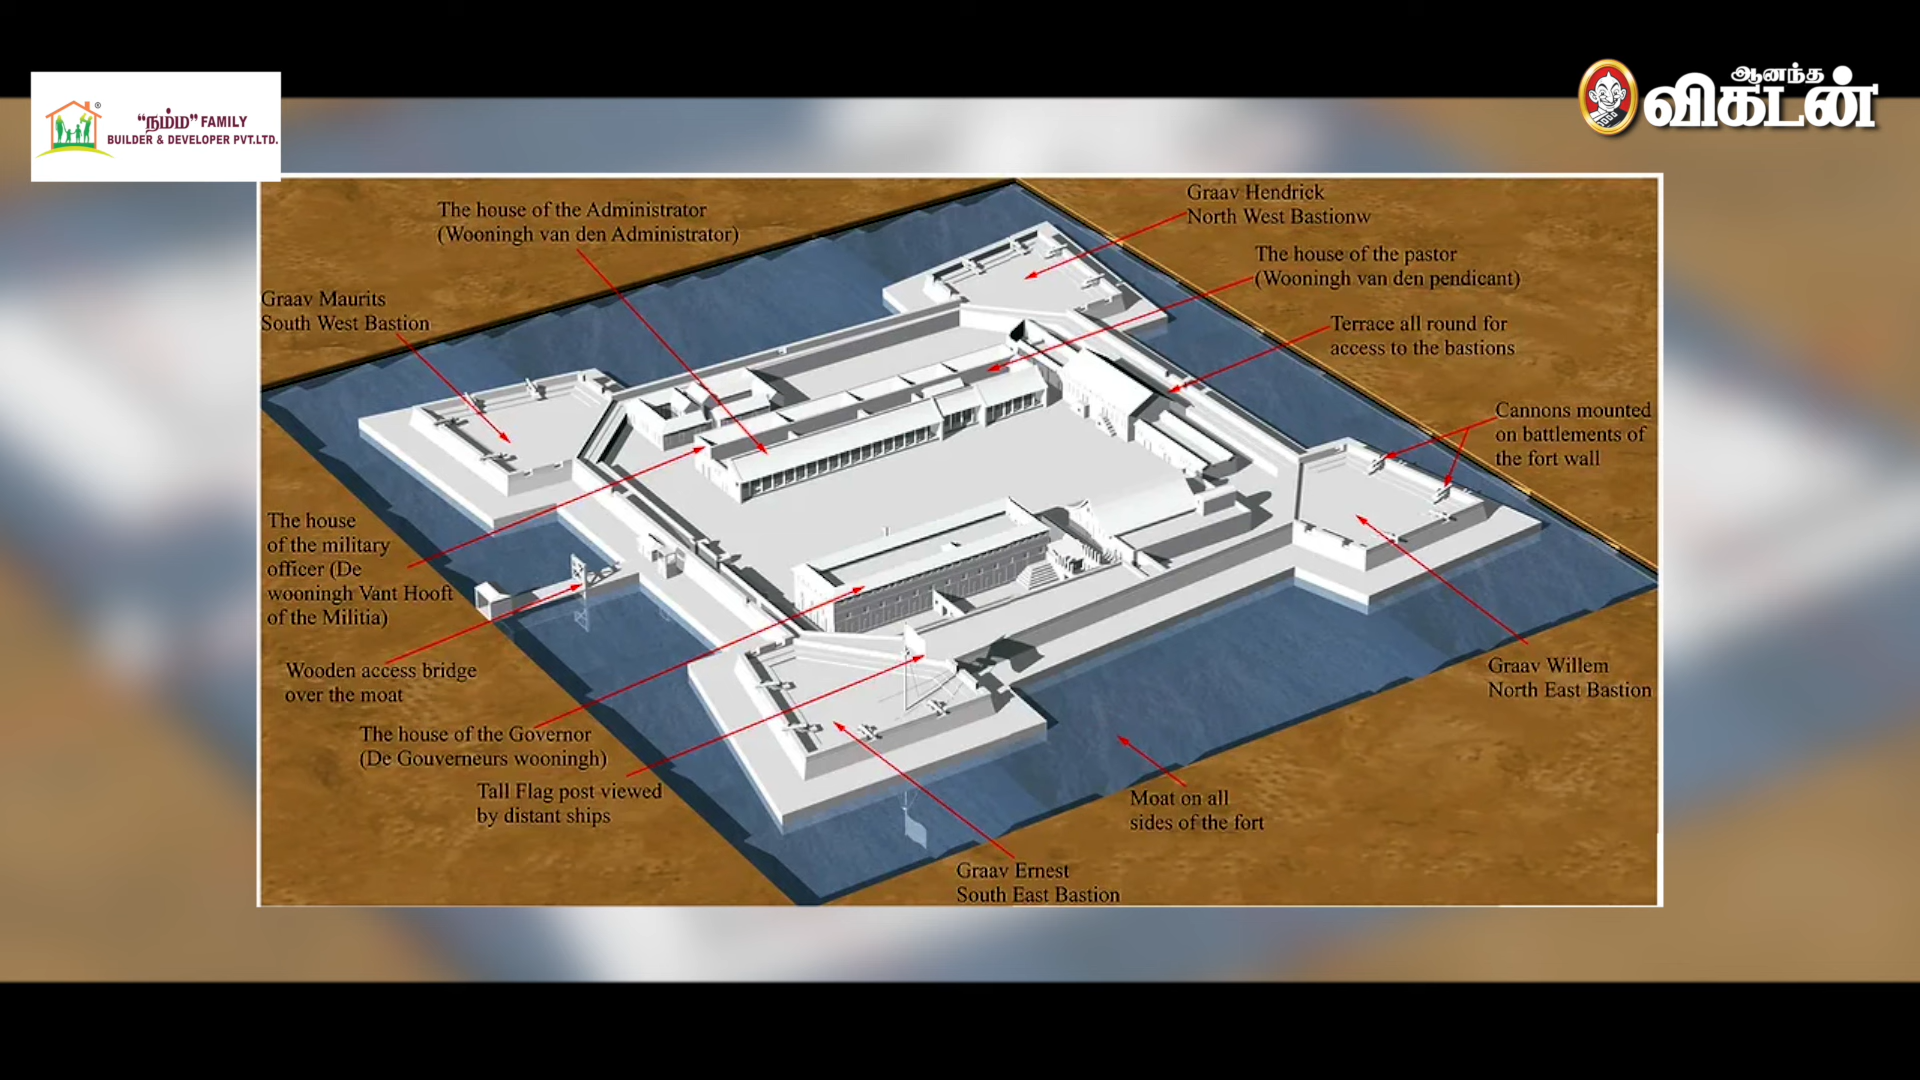 "நம்ம" FAMILY
BUILDER & DEVELOPER PVT.LTD.
ஆனந்த
விகடன்
The house of the Administrator
(Wooningh van den Administrator)
Graav Hendrick
North West Bastionw
The house of the pastor
(Wooningh van den pendicant)
Graav Maurits
South West Bastion
Terrace all round for
access to the bastions
Cannons mounted
on battlements of
the fort wall
The house
of the military
officer (De
wooningh Vant Hooft
of the Militia)
Wooden access bridge
over the moat
Graav Willem
North East Bastion
The house of the Governor
(De Gouverneurs wooningh)
Tall Flag post viewed
by distant ships
Moat on all
sides of the fort
Graav Ernest
South East Bastion